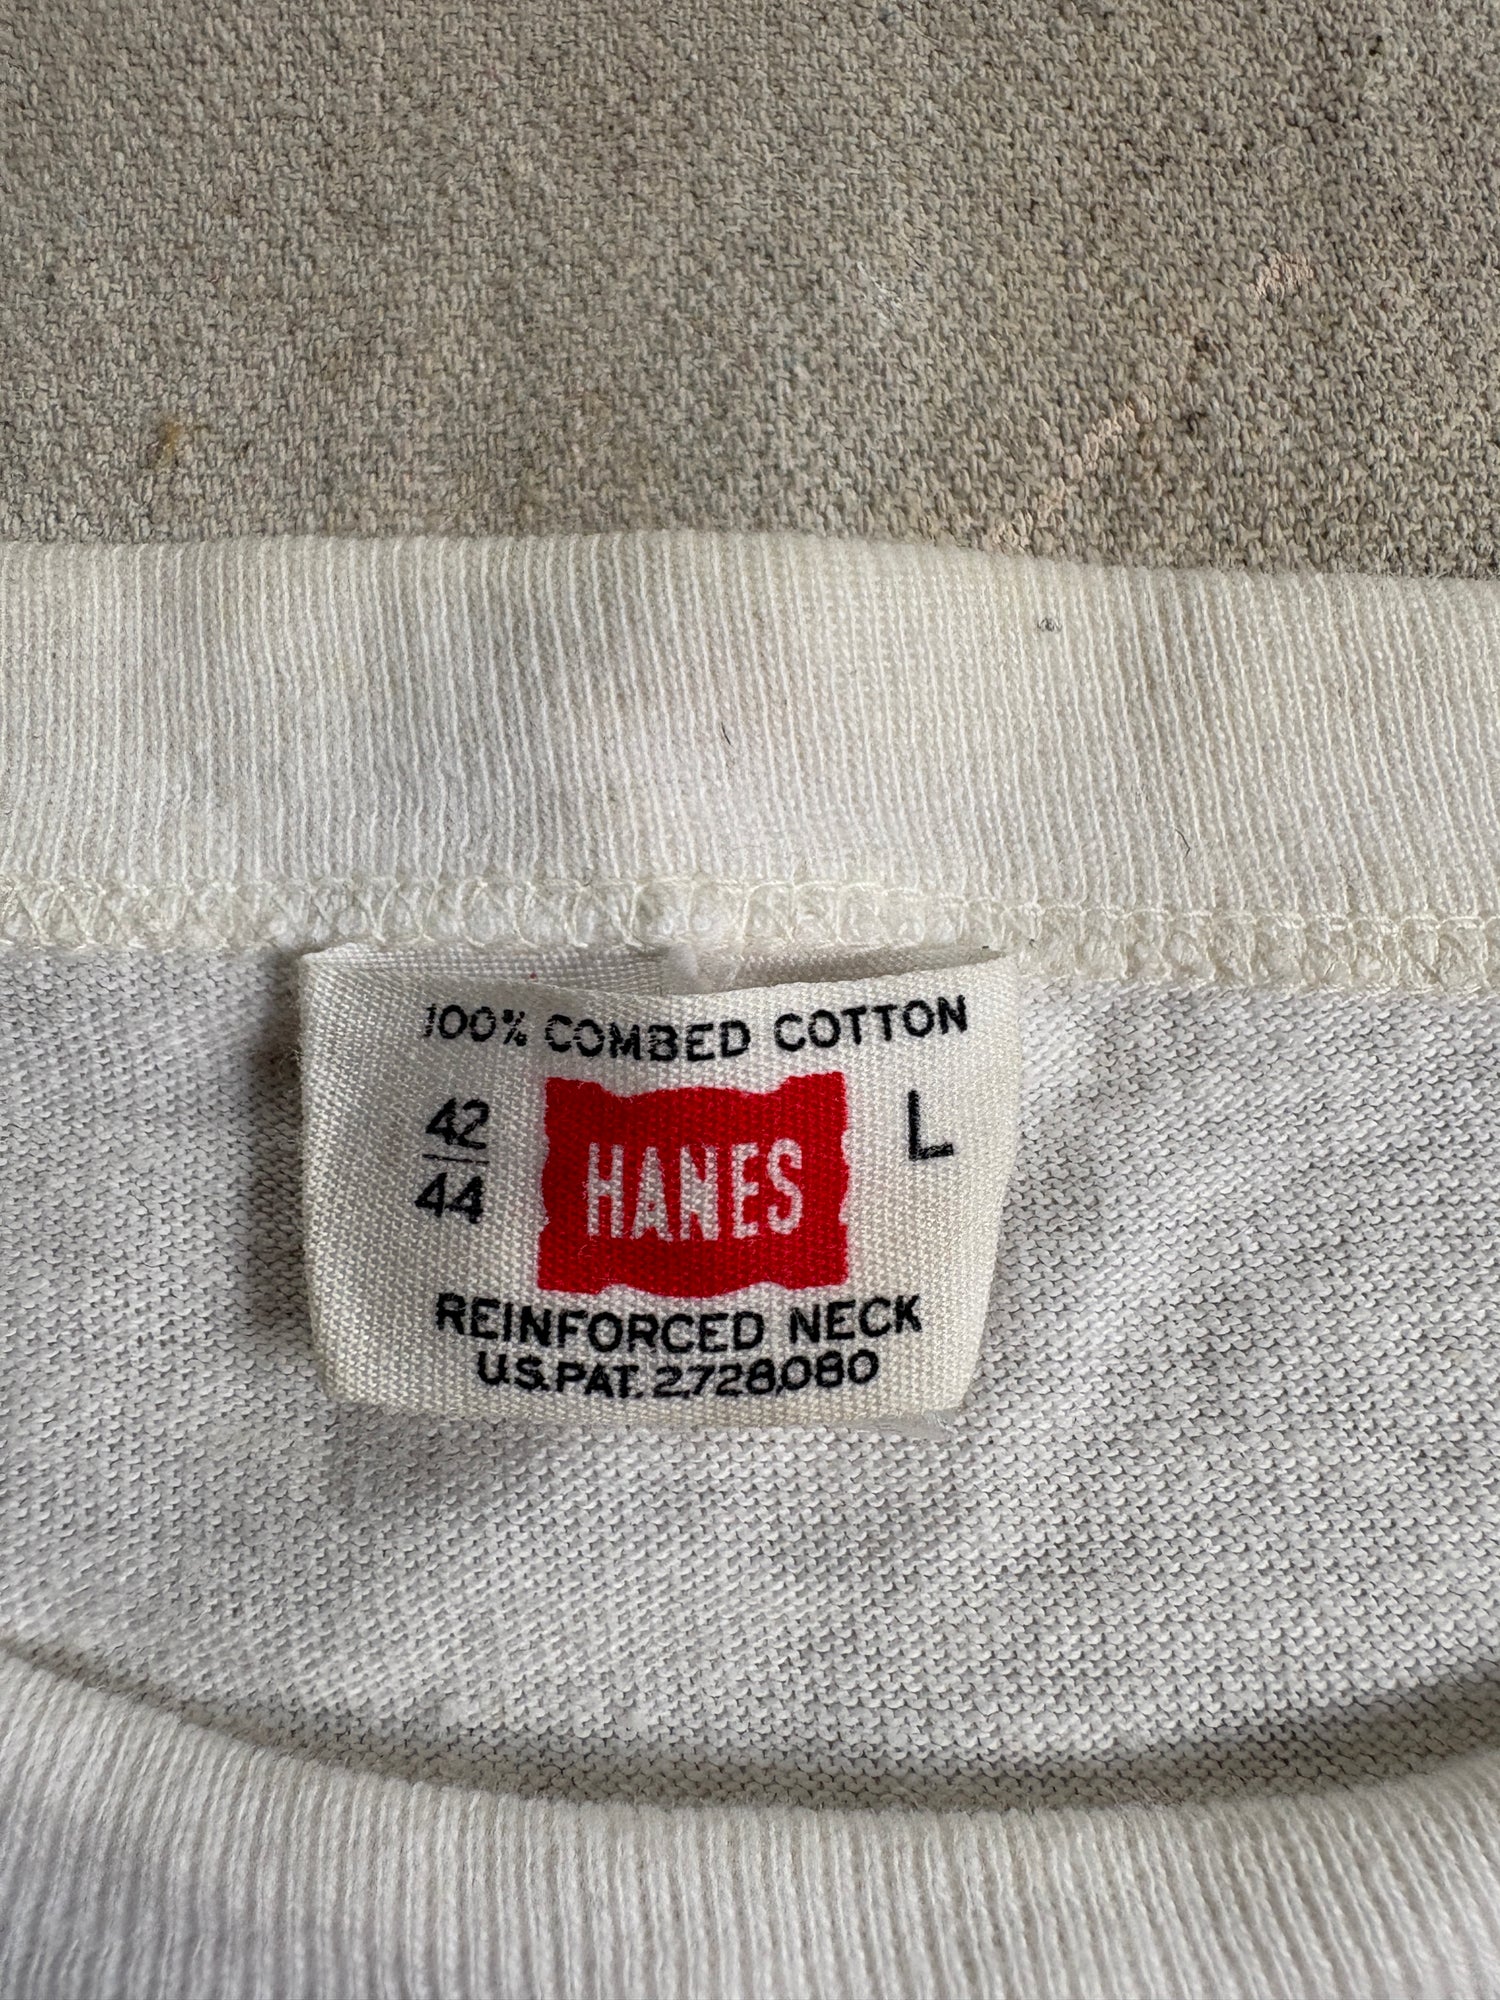 100% COMBED COTTON
42
44
HANES
L
REINFORCED NECK
U.S. PAT. 2,728,080